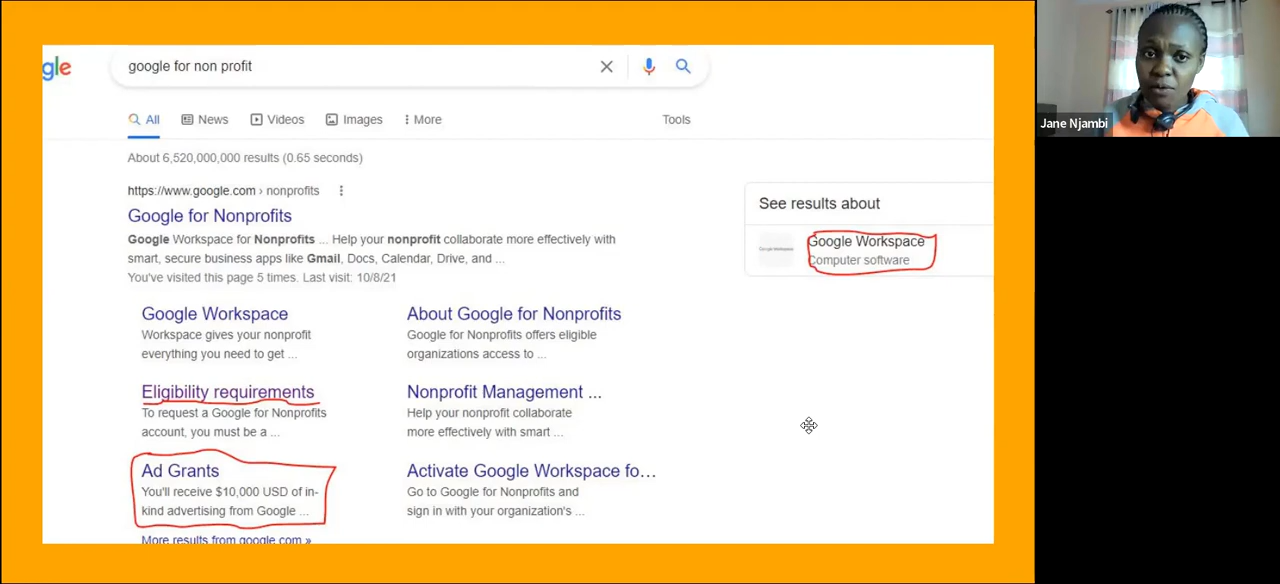 gle
google for non profit
All News Videos Images More Tools
About 6,520,000,000 results (0.65 seconds)
https://www.google.com › nonprofits
Google for Nonprofits
Google Workspace for Nonprofits ... Help your nonprofit collaborate more effectively with
smart, secure business apps like Gmail, Docs, Calendar, Drive, and ...
You've visited this page 5 times. Last visit: 10/8/21
Google Workspace
Workspace gives your nonprofit
everything you need to get ...
About Google for Nonprofits
Google for Nonprofits offers eligible
organizations access to ...
Eligibility requirements
To request a Google for Nonprofits
account, you must be a ...
Nonprofit Management ...
Help your nonprofit collaborate
more effectively with smart ...
Ad Grants
You'll receive $10,000 USD of in-
kind advertising from Google ...
Activate Google Workspace fo...
Go to Google for Nonprofits and
sign in with your organization's ...
More results from google.com »
See results about
Google Workspace
Computer software
Jane Njambi